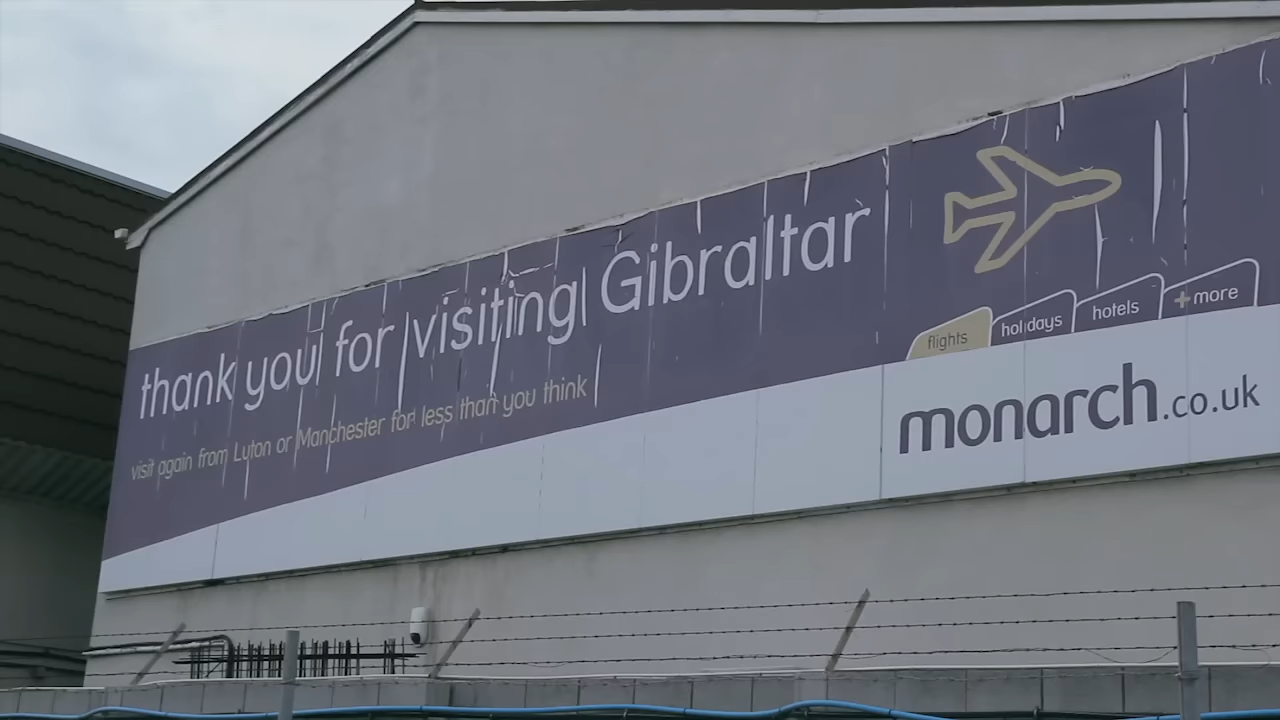 thank you for visiting Gibraltar
visit again from Luton or Manchester for less than you think
flights holidays hotels +more
monarch.co.uk